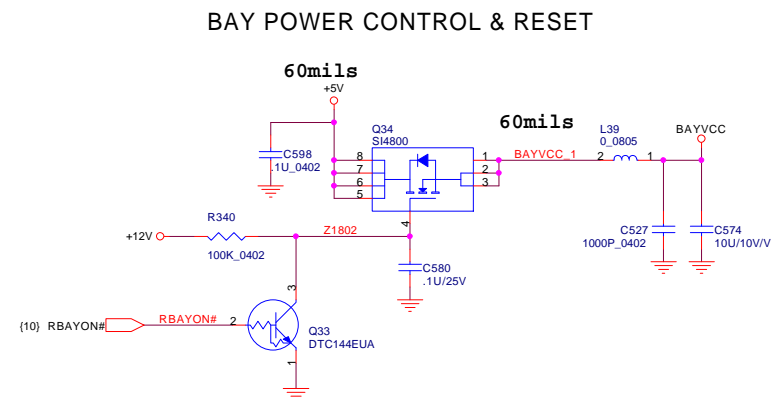 BAY POWER CONTROL & RESET
60mils
+5V
Q34
SI4800
60mils
L39
0_0805
BAYVCC
C598
.1U_0402
8
7
6
5
1
2
3
BAYVCC_1
2
1
4
R340
+12V
Z1802
100K_0402
C527
1000P_0402
C574
10U/10V/V
C580
.1U/25V
3
{10} RBAYON#
RBAYON#
2
Q33
DTC144EUA
1